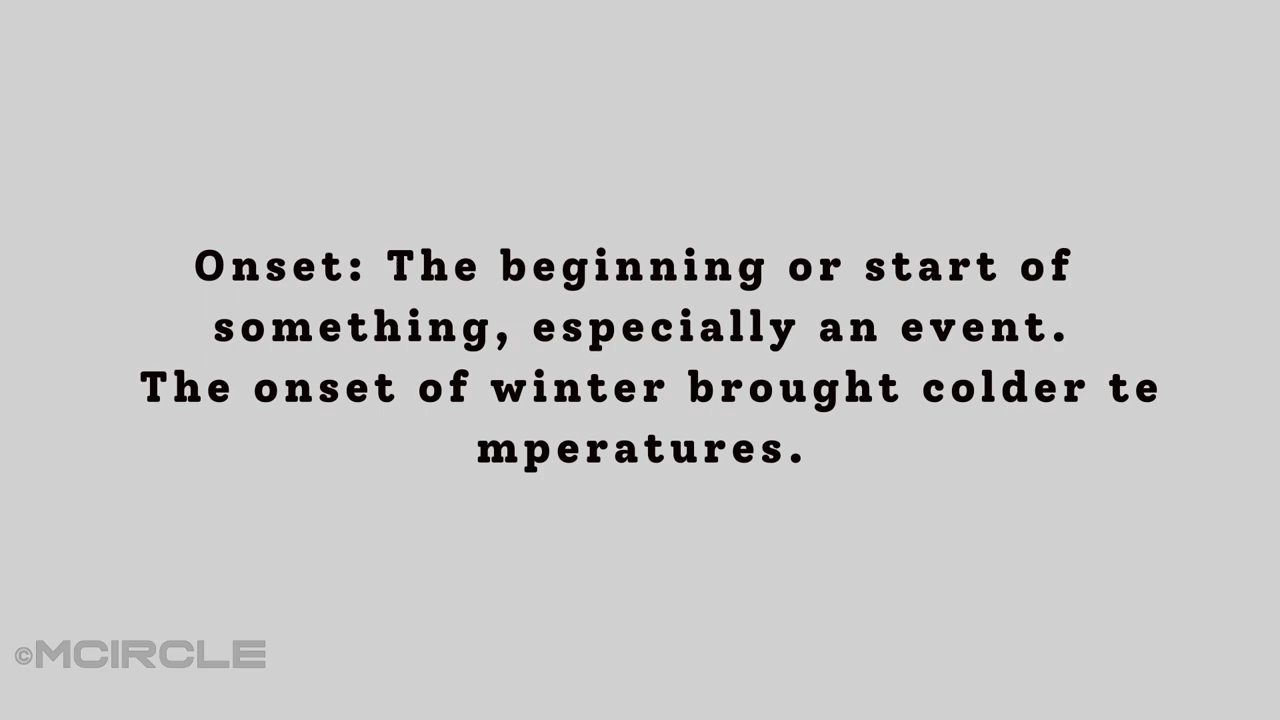 Onset: The beginning or start of
something, especially an event.
The onset of winter brought colder te
mperatures.
©MCIRCLE